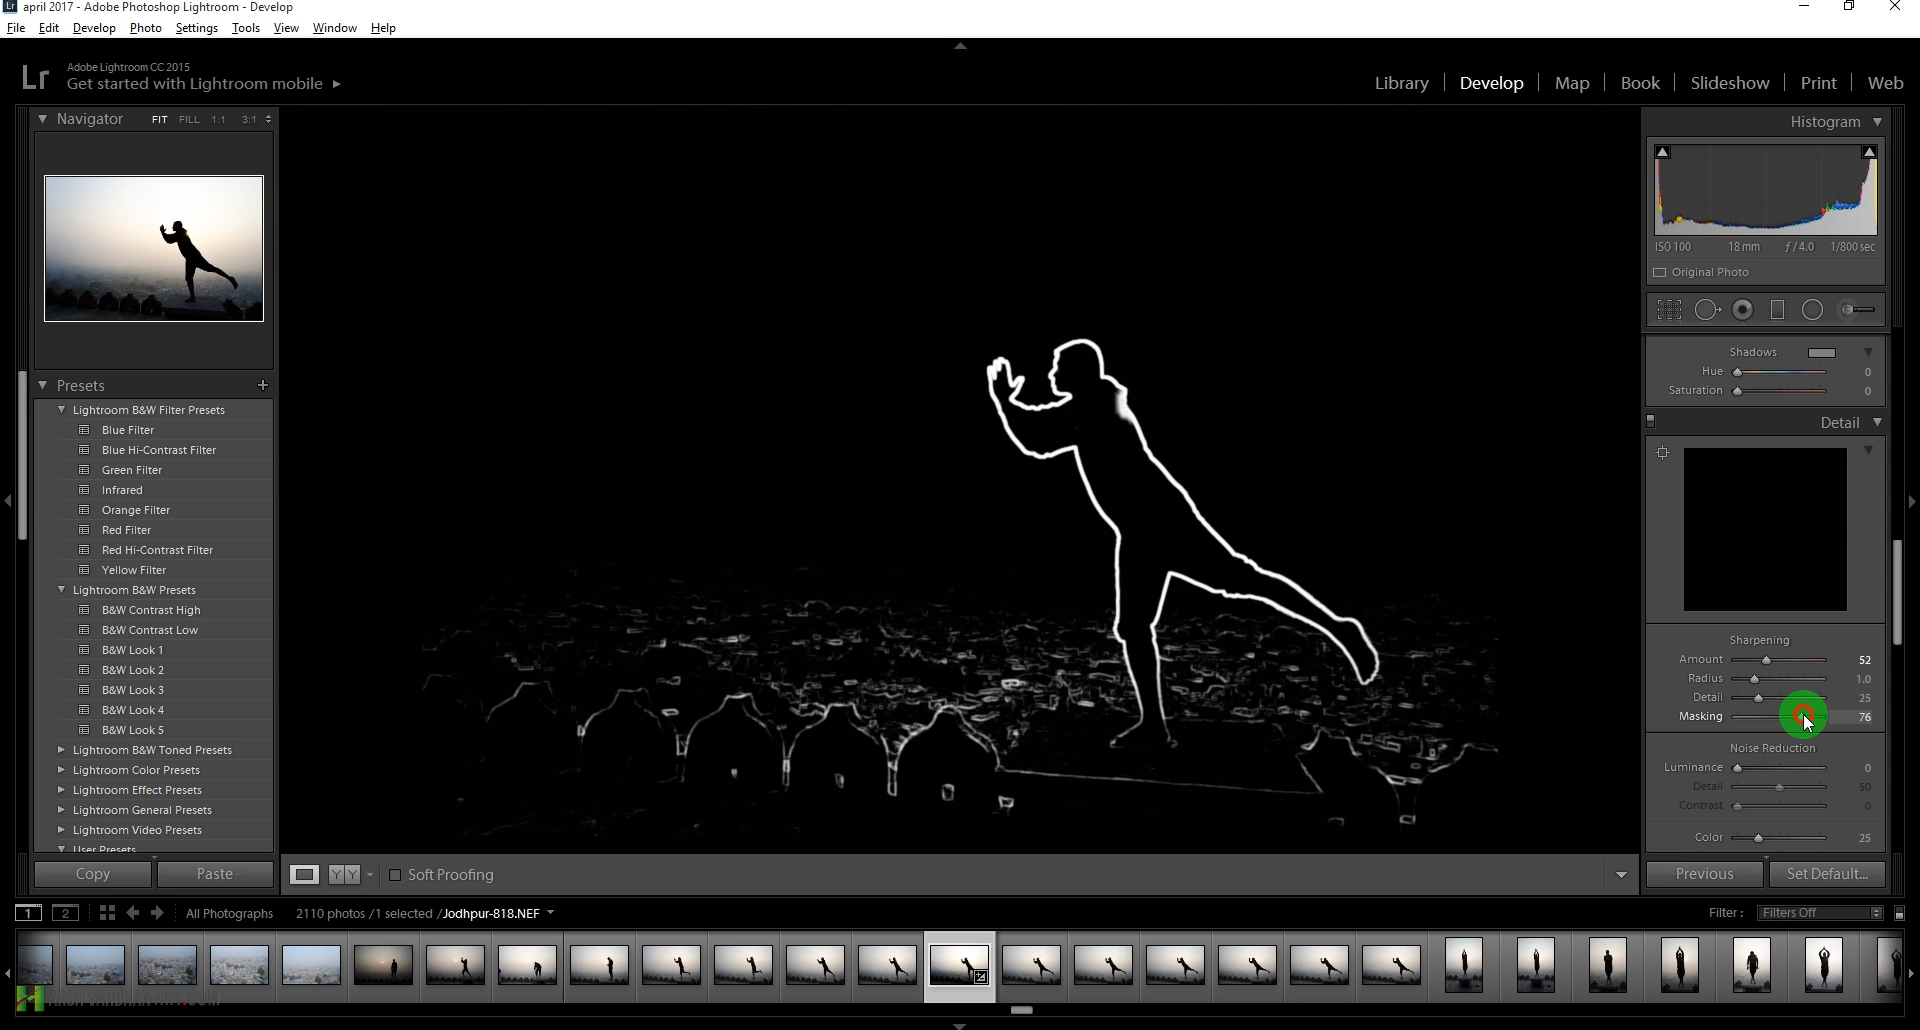 Lr april 2017 - Adobe Photoshop Lightroom - Develop
File Edit Develop Photo Settings Tools View Window Help
Lr Adobe Lightroom CC 2015
Get started with Lightroom mobile
Library Develop Map Book Slideshow Print Web
Navigator FIT FILL 1:1 3:1
Histogram
ISO 100 18 mm ƒ / 4.0 1/800 sec
Original Photo
Presets
Lightroom B&W Filter Presets
Blue Filter
Blue Hi-Contrast Filter
Green Filter
Infrared
Orange Filter
Red Filter
Red Hi-Contrast Filter
Yellow Filter
Lightroom B&W Presets
B&W Contrast High
B&W Contrast Low
B&W Look 1
B&W Look 2
B&W Look 3
B&W Look 4
B&W Look 5
Lightroom B&W Toned Presets
Lightroom Color Presets
Lightroom Effect Presets
Lightroom General Presets
Lightroom Video Presets
User Presets
Copy Paste
Shadows
Hue 0
Saturation 0
Detail
Sharpening
Amount 52
Radius 1.0
Detail 25
Masking 76
Noise Reduction
Luminance 0
Detail 50
Contrast 0
Color 25
Previous Set Default...
YY Soft Proofing
1 2 All Photographs 2110 photos /1 selected /Jodhpur-818.NEF
Filter : Filters Off